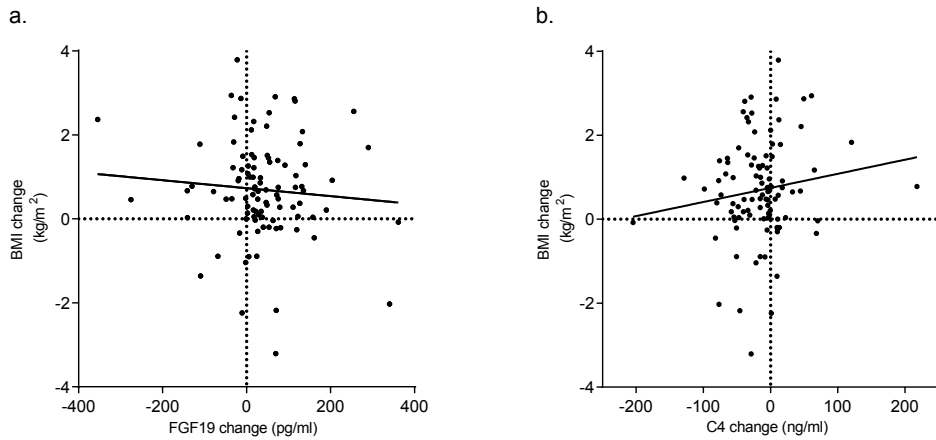 a.
4
2
0
-2
-4
BMI change
(kg/m²)
-400
-200
0
200
400
FGF19 change (pg/ml)
b.
4
2
0
-2
-4
BMI change
(kg/m²)
-200
-100
0
100
200
C4 change (ng/ml)